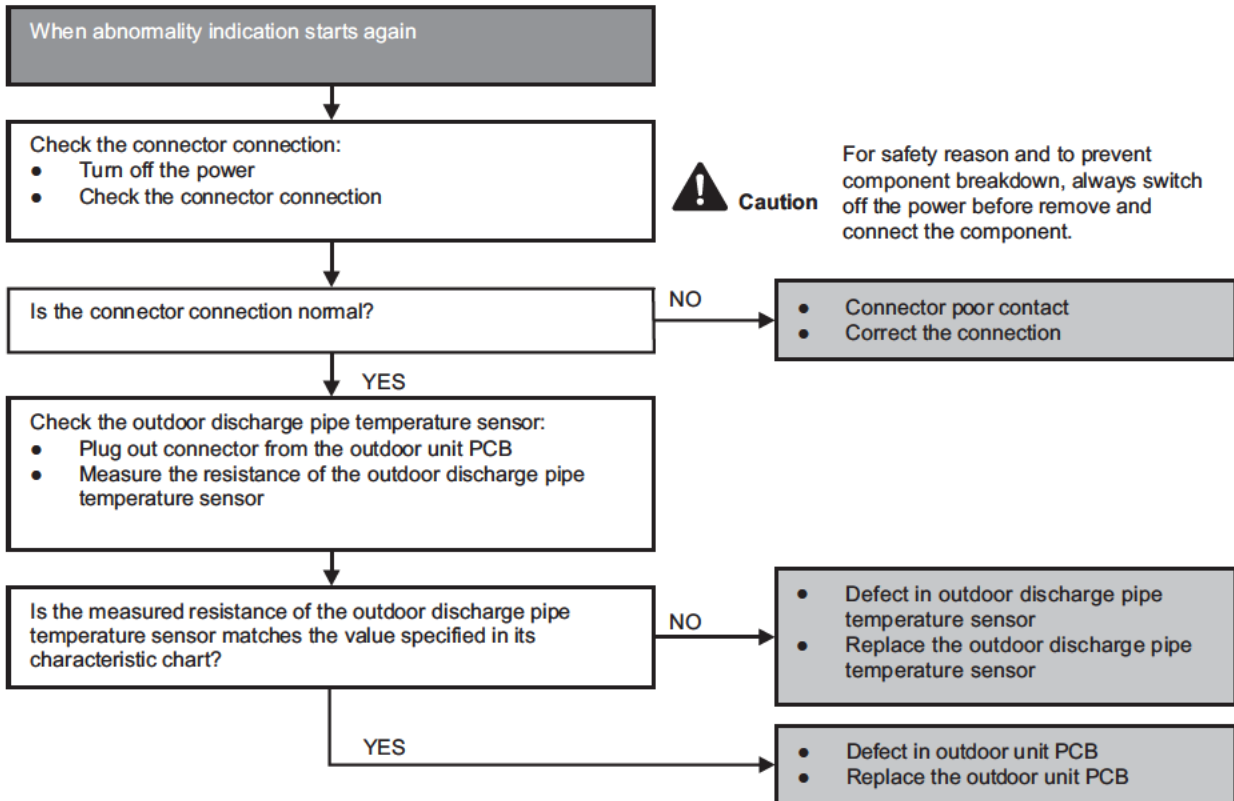 When abnormality indication starts again
Check the connector connection:
● Turn off the power
● Check the connector connection
Caution
For safety reason and to prevent
component breakdown, always switch
off the power before remove and
connect the component.
Is the connector connection normal?
NO
● Connector poor contact
● Correct the connection
YES
Check the outdoor discharge pipe temperature sensor:
● Plug out connector from the outdoor unit PCB
● Measure the resistance of the outdoor discharge pipe
temperature sensor
Is the measured resistance of the outdoor discharge pipe
temperature sensor matches the value specified in its
characteristic chart?
NO
● Defect in outdoor discharge pipe
temperature sensor
● Replace the outdoor discharge pipe
temperature sensor
YES
● Defect in outdoor unit PCB
● Replace the outdoor unit PCB